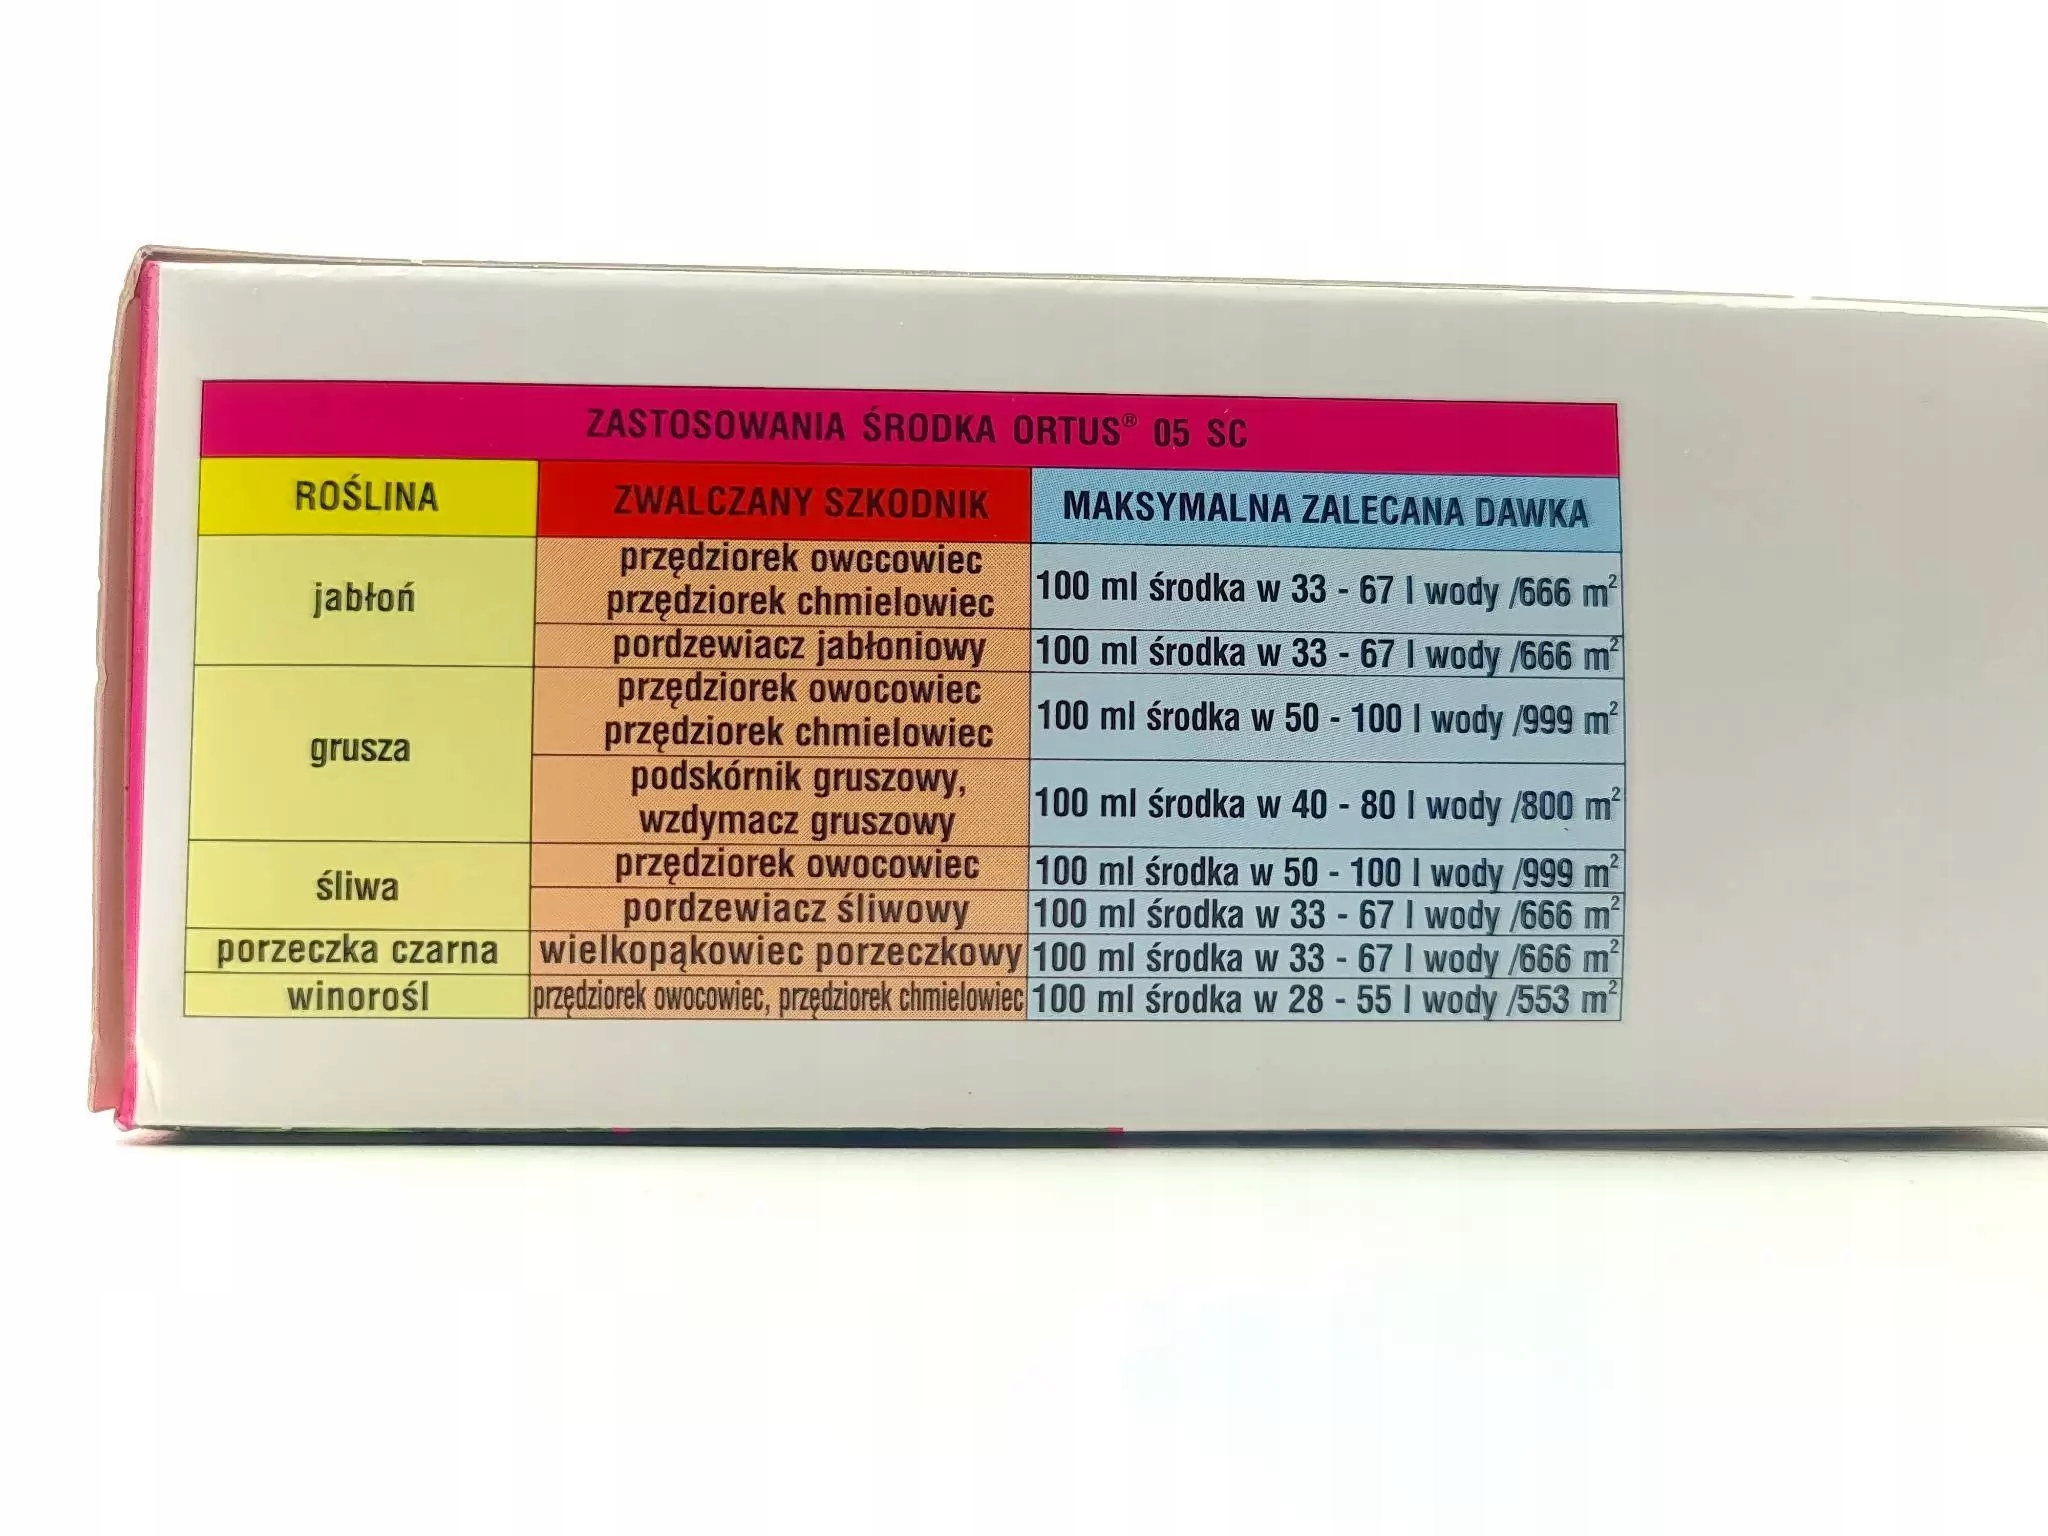 ZASTOSOWANIA ŚRODKA ORTUS® 05 SC
ROŚLINA ZWALCZANY SZKODNIK MAKSYMALNA ZALECANA DAWKA
jabłoń
przędziorek owccowiec
przędziorek chmielowiec
100 ml środka w 33 - 67 l wody /666 m²
pordzewiacz jabłoniowy 100 ml środka w 33 - 67 l wody /666 m²
grusza
przędziorek owocowiec
przędziorek chmielowiec
100 ml środka w 50 - 100 l wody /999 m²
podskórnik gruszowy,
wzdymacz gruszowy
100 ml środka w 40 - 80 l wody /800 m²
śliwa
przędziorek owocowiec 100 ml środka w 50 - 100 l wody /999 m²
pordzewiacz śliwowy 100 ml środka w 33 - 67 l wody /666 m²
porzeczka czarna wielkopąkowiec porzeczkowy 100 ml środka w 33 - 67 l wody /666 m²
winorośl przędziorek owocowiec, przędziorek chmielowiec 100 ml środka w 28 - 55 l wody /553 m²